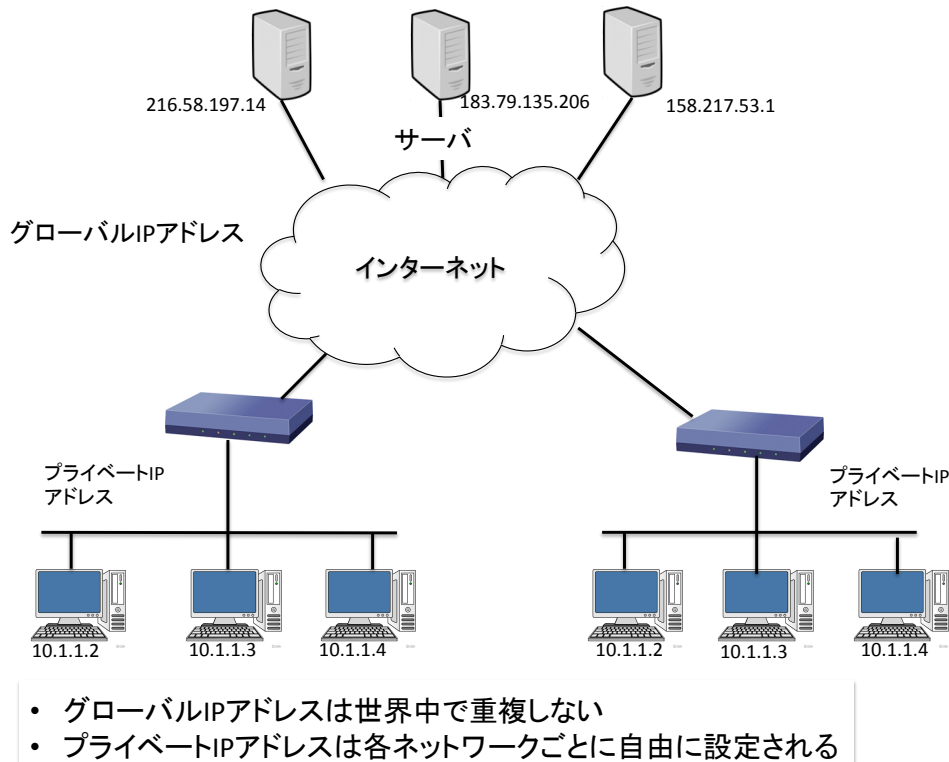 216.58.197.14
183.79.135.206
158.217.53.1
サーバ
グローバルIPアドレス
インターネット
プライベートIP
アドレス
プライベートIP
アドレス
10.1.1.2
10.1.1.3
10.1.1.4
10.1.1.2
10.1.1.3
10.1.1.4
• グローバルIPアドレスは世界中で重複しない
• プライベートIPアドレスは各ネットワークごとに自由に設定される